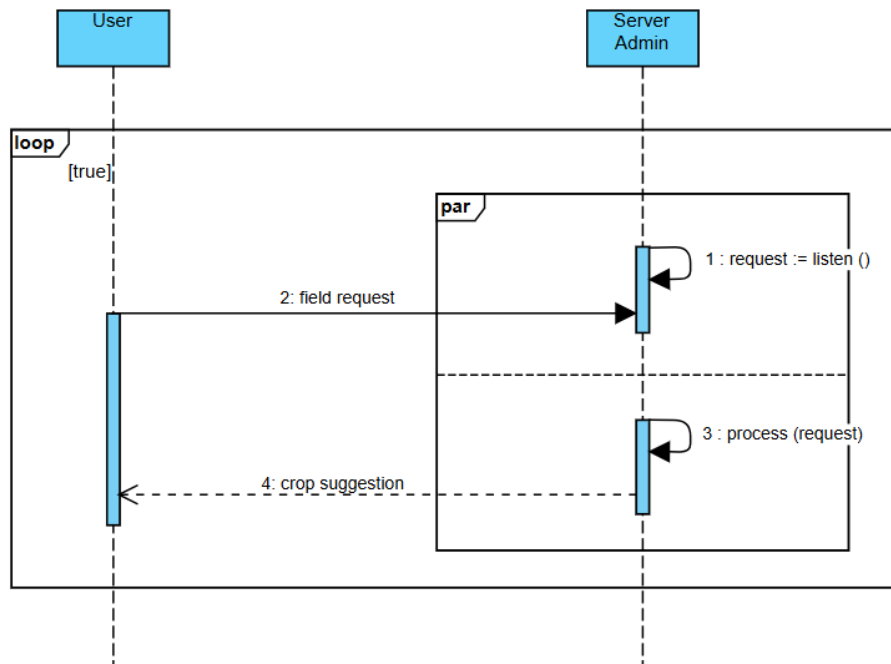 User
Server
Admin
loop
[true]
par
1 : request := listen ()
2: field request
3 : process (request)
4: crop suggestion